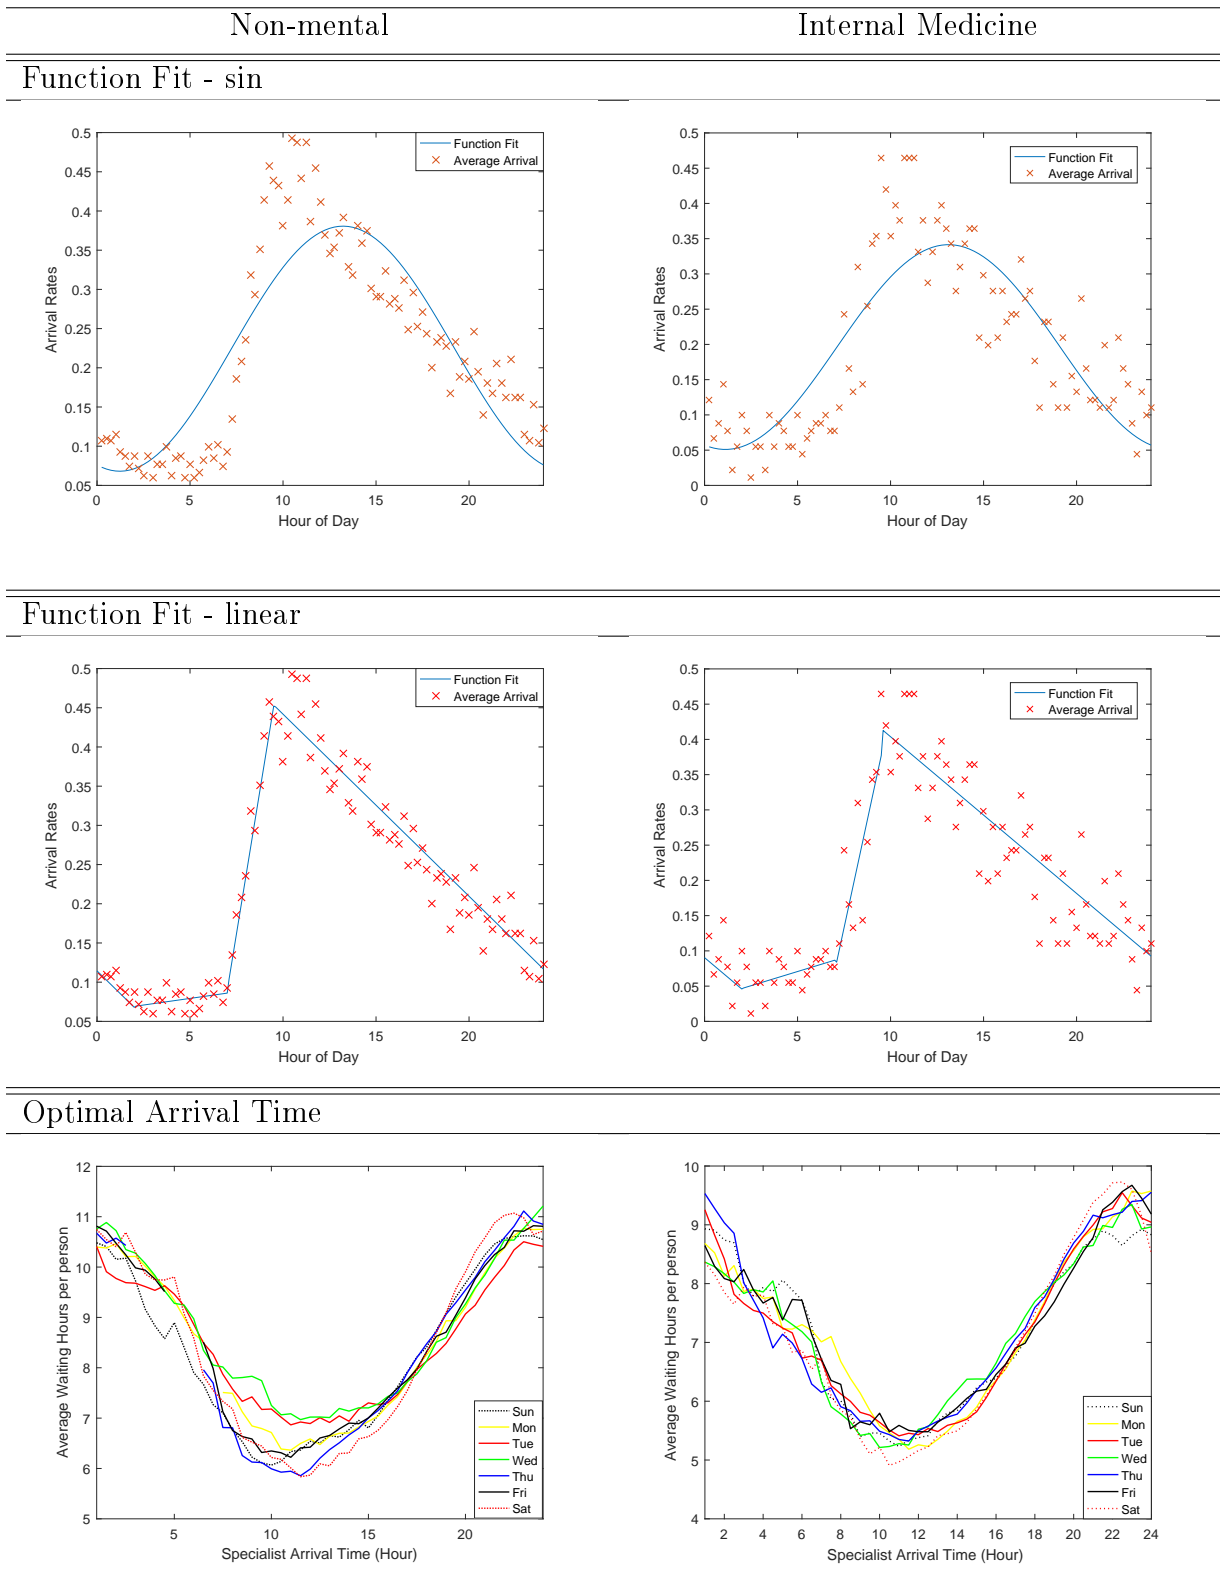 Non-mental Internal Medicine
Function Fit - sin
0.5
0.45
0.4
0.35
0.3
0.25
0.2
0.15
0.1
0.05
0 5 10 15 20
Arrival Rates
Hour of Day
Function Fit
Average Arrival
0.5
0.45
0.4
0.35
0.3
0.25
0.2
0.15
0.1
0.05
0
0 5 10 15 20
Arrival Rates
Hour of Day
Function Fit
Average Arrival
Function Fit - linear
0.5
0.45
0.4
0.35
0.3
0.25
0.2
0.15
0.1
0.05
0 5 10 15 20
Arrival Rates
Hour of Day
Function Fit
Average Arrival
0.5
0.45
0.4
0.35
0.3
0.25
0.2
0.15
0.1
0.05
0
0 5 10 15 20
Arrival Rates
Hour of Day
Function Fit
Average Arrival
Optimal Arrival Time
12
11
10
9
8
7
6
5
5 10 15 20
Average Waiting Hours per person
Specialist Arrival Time (Hour)
Sun
Mon
Tue
Wed
Thu
Fri
Sat
10
9
8
7
6
5
4
2 4 6 8 10 12 14 16 18 20 22 24
Average Waiting Hours per person
Specialist Arrival Time (Hour)
Sun
Mon
Tue
Wed
Thu
Fri
Sat